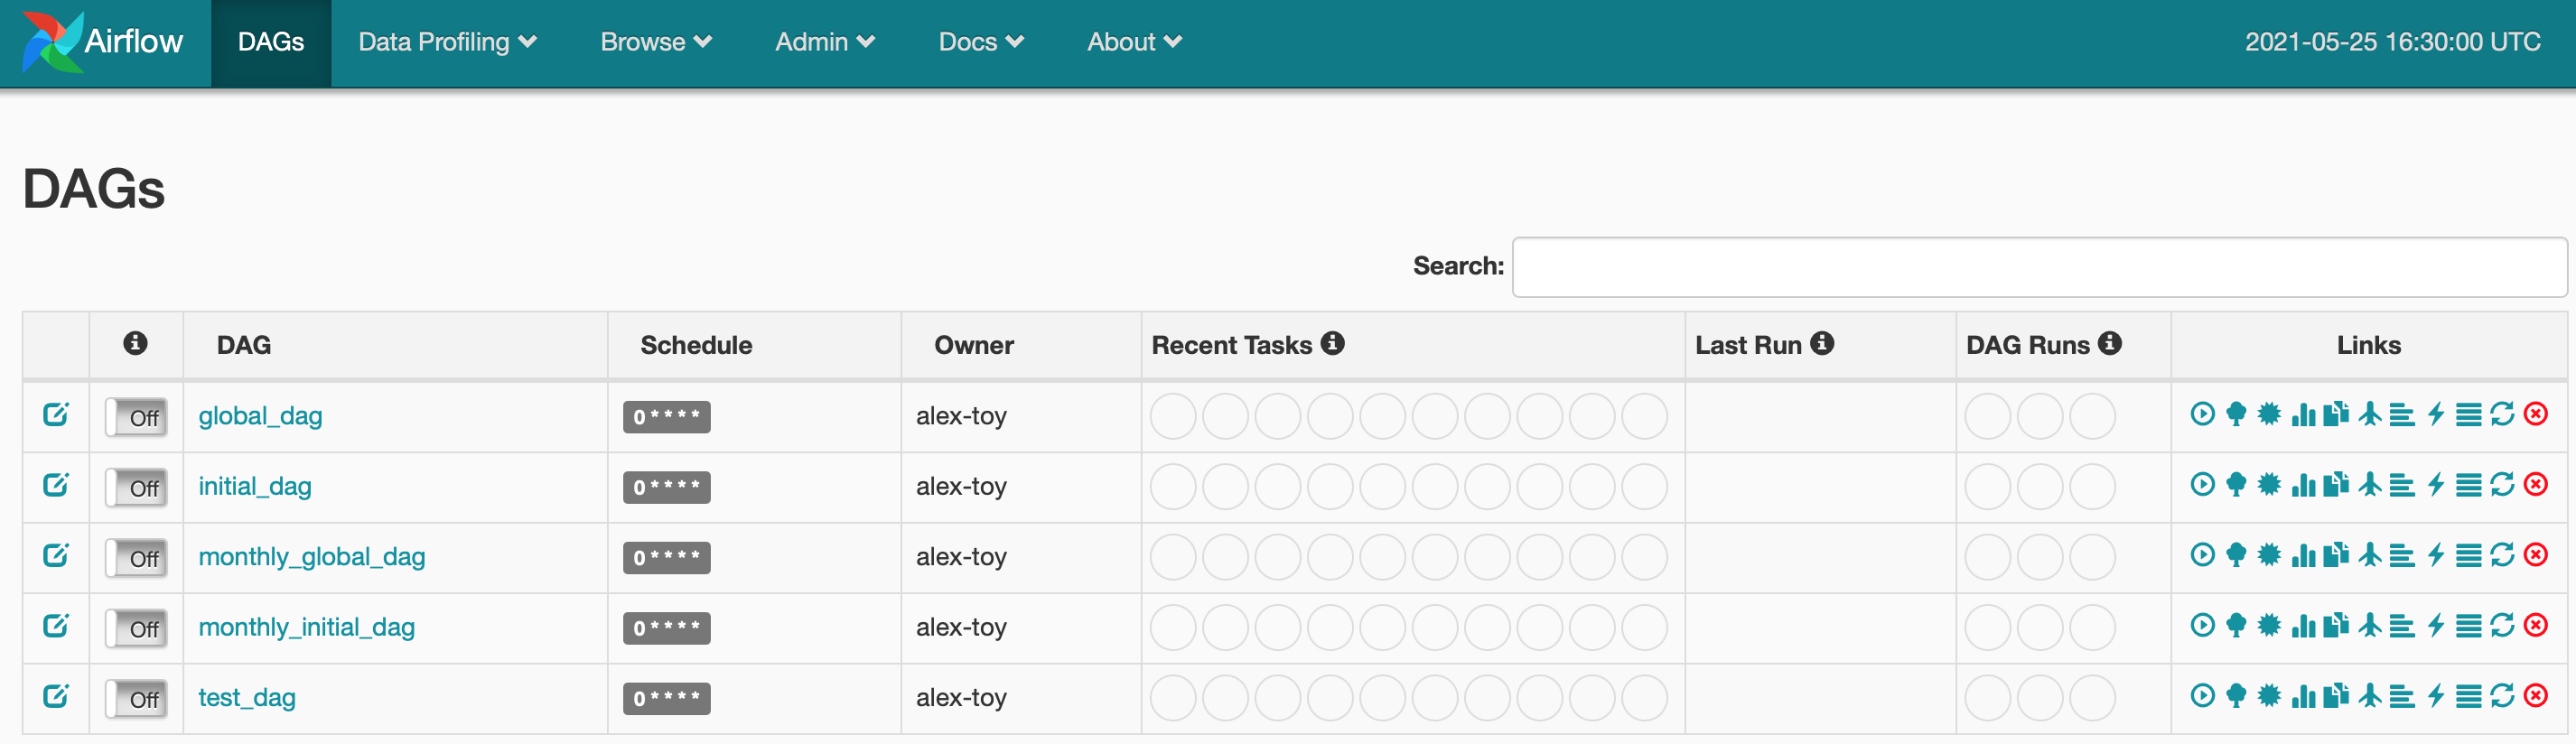 Airflow DAGs Data Profiling Browse Admin Docs About 2021-05-25 16:30:00 UTC
DAGs
Search:
DAG Schedule Owner Recent Tasks Last Run DAG Runs Links
Off global_dag 0 * * * * alex-toy
Off initial_dag 0 * * * * alex-toy
Off monthly_global_dag 0 * * * * alex-toy
Off monthly_initial_dag 0 * * * * alex-toy
Off test_dag 0 * * * * alex-toy